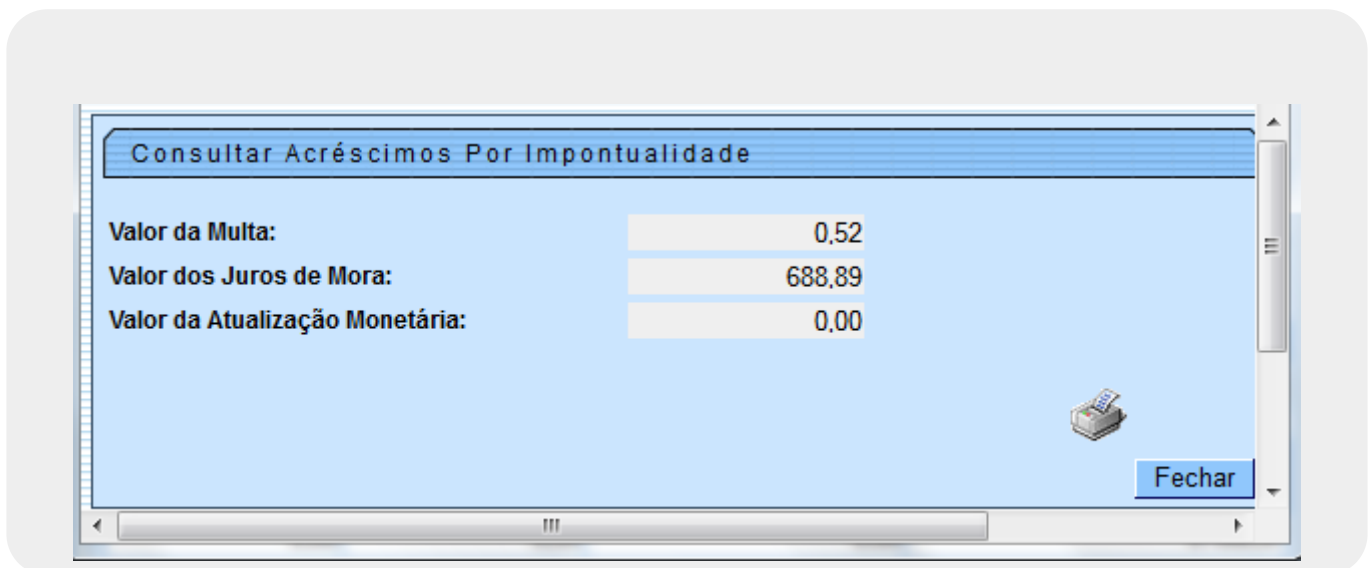 Consultar Acréscimos Por Impontualidade
Valor da Multa: 0,52
Valor dos Juros de Mora: 688,89
Valor da Atualização Monetária: 0,00
Fechar